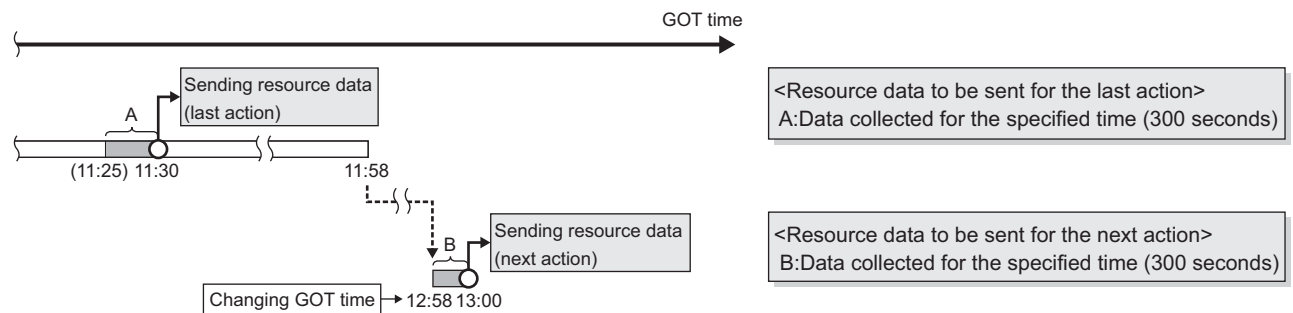 GOT time
Sending resource data
(last action)
A
(11:25) 11:30
11:58
<Resource data to be sent for the last action>
A:Data collected for the specified time (300 seconds)
Sending resource data
(next action)
B
Changing GOT time
12:58 13:00
<Resource data to be sent for the next action>
B:Data collected for the specified time (300 seconds)